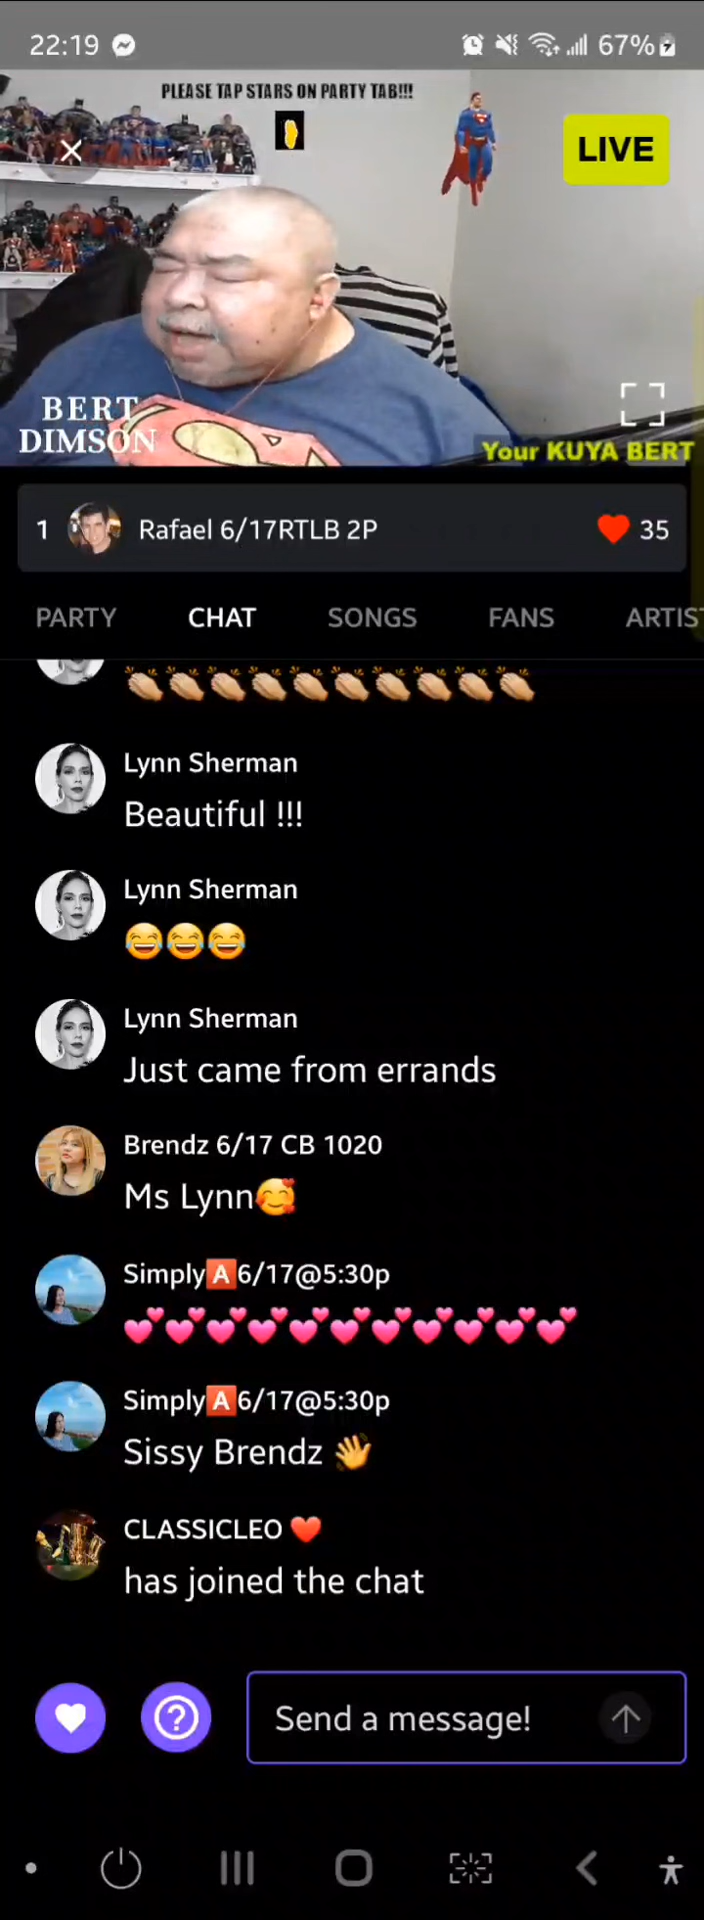 22:19
67%
PLEASE TAP STARS ON PARTY TAB!!!
LIVE
BERT
DIMSON
Your KUYA BERT
1 Rafael 6/17RTLB 2P ❤️ 35
PARTY CHAT SONGS FANS ARTIS
👏🏼👏🏼👏🏼👏🏼👏🏼👏🏼👏🏼👏🏼👏🏼👏🏼
Lynn Sherman
Beautiful !!!
Lynn Sherman
😂😂😂
Lynn Sherman
Just came from errands
Brendz 6/17 CB 1020
Ms Lynn🥰
Simply🅰️6/17@5:30p
💕💕💕💕💕💕💕💕💕💕💕
Simply🅰️6/17@5:30p
Sissy Brendz 👋
CLASSICLEO ❤️
has joined the chat
Send a message!